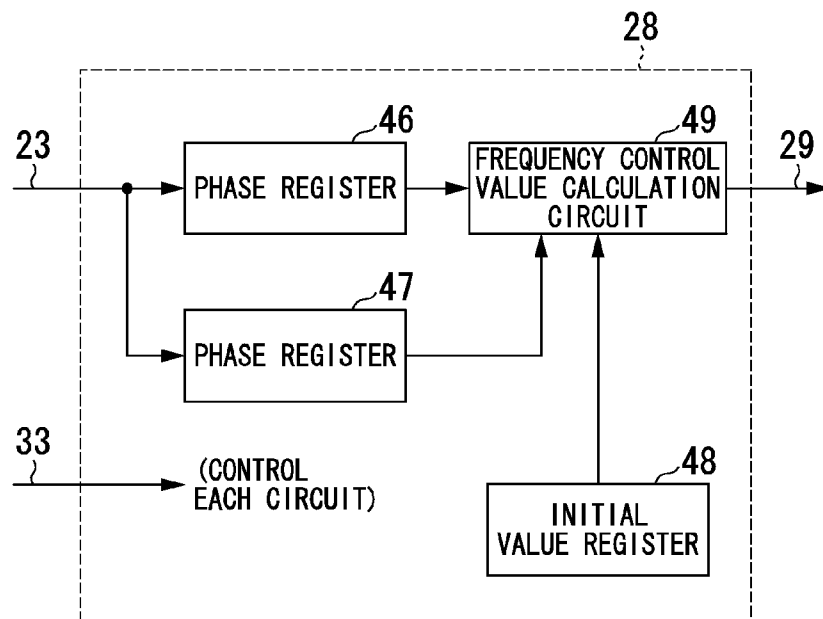 28
46
49
23
PHASE REGISTER
FREQUENCY CONTROL
VALUE CALCULATION
CIRCUIT
29
47
PHASE REGISTER
33
(CONTROL
EACH CIRCUIT)
48
INITIAL
VALUE REGISTER